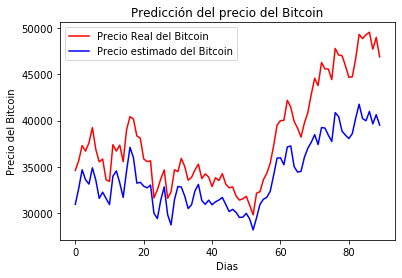 Predicción del precio del Bitcoin
Precio Real del Bitcoin
Precio estimado del Bitcoin
Precio del Bitcoin
50000
45000
40000
35000
30000
0
20
40
60
80
Dias